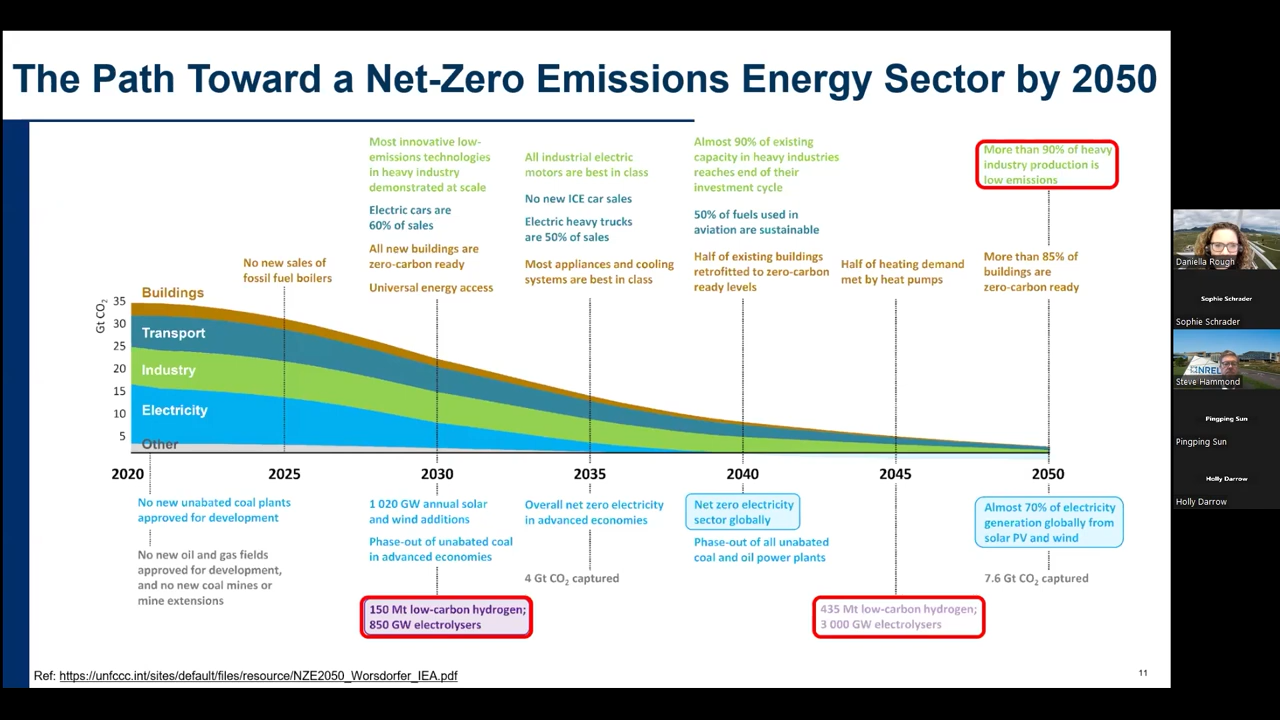 The Path Toward a Net-Zero Emissions Energy Sector by 2050
Most innovative low-
emissions technologies
in heavy industry
demonstrated at scale
Electric cars are
60% of sales
All new buildings are
zero-carbon ready
Universal energy access
All industrial electric
motors are best in class
No new ICE car sales
Electric heavy trucks
are 50% of sales
Most appliances and cooling
systems are best in class
Almost 90% of existing
capacity in heavy industries
reaches end of their
investment cycle
50% of fuels used in
aviation are sustainable
Half of existing buildings
retrofitted to zero-carbon
ready levels
More than 90% of heavy
industry production is
low emissions
No new sales of
fossil fuel boilers
Half of heating demand
met by heat pumps
More than 85% of
buildings are
zero-carbon ready
Gt CO₂
35
30
25
20
15
10
5
Buildings
Transport
Industry
Electricity
Other
2020
2025
2030
2035
2040
2045
2050
No new unabated coal plants
approved for development
No new oil and gas fields
approved for development,
and no new coal mines or
mine extensions
1 020 GW annual solar
and wind additions
Phase-out of unabated coal
in advanced economies
150 Mt low-carbon hydrogen;
850 GW electrolysers
Overall net zero electricity
in advanced economies
4 Gt CO₂ captured
Net zero electricity
sector globally
Phase-out of all unabated
coal and oil power plants
435 Mt low-carbon hydrogen;
3 000 GW electrolysers
Almost 70% of electricity
generation globally from
solar PV and wind
7.6 Gt CO₂ captured
Ref: https://unfccc.int/sites/default/files/resource/NZE2050_Worsdorfer_IEA.pdf
11
Daniella Rough
Sophie Schrader
Sophie Schrader
NREL
Steve Hammond
Pingping Sun
Pingping Sun
Holly Darrow
Holly Darrow